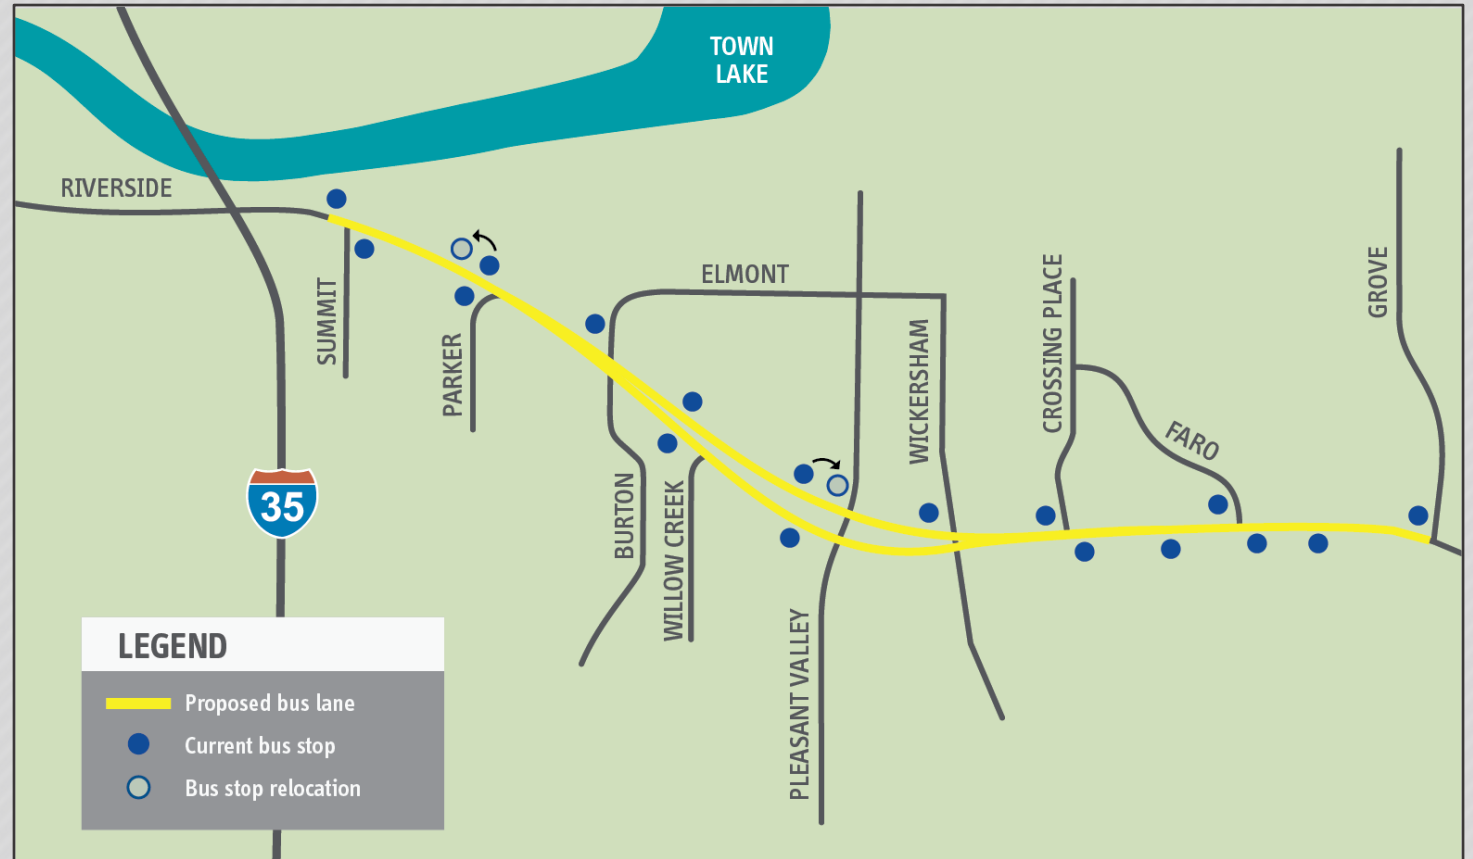 TOWN
LAKE
RIVERSIDE
ELMONT
SUMMIT
PARKER
WICKERSHAM
CROSSING PLACE
GROVE
FARO
BURTON
WILLOW CREEK
PLEASANT VALLEY
35
LEGEND
Proposed bus lane
Current bus stop
Bus stop relocation